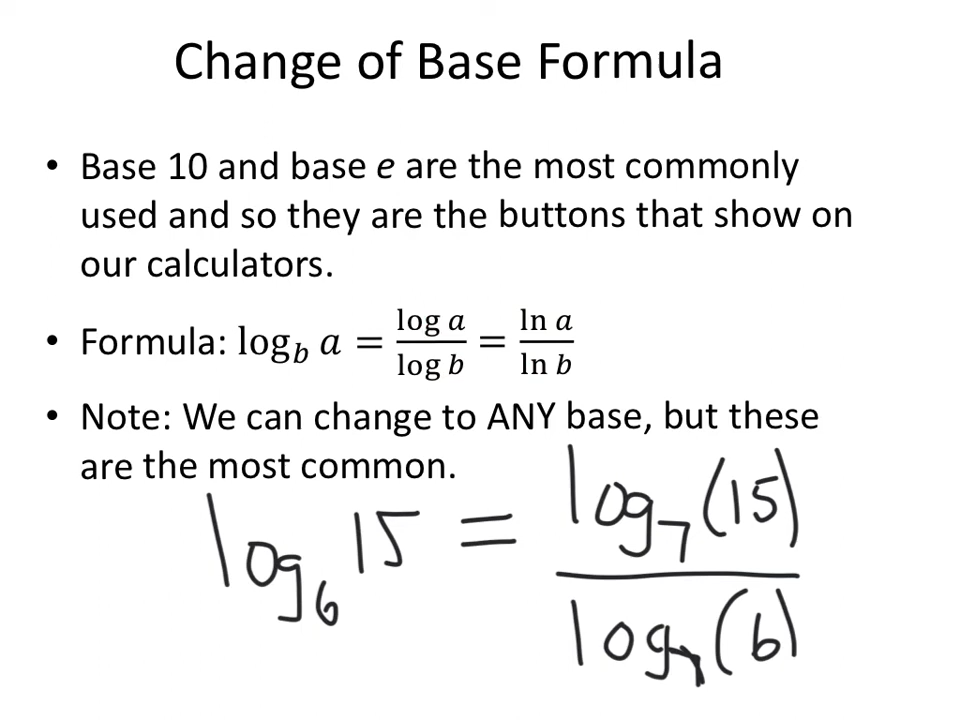 Change of Base Formula
• Base 10 and base e are the most commonly
used and so they are the buttons that show on
our calculators.
• Formula: log_b a = log a / log b = ln a / ln b
• Note: We can change to ANY base, but these
are the most common.
log_6 15 = log_7 (15) / log_7 (6)